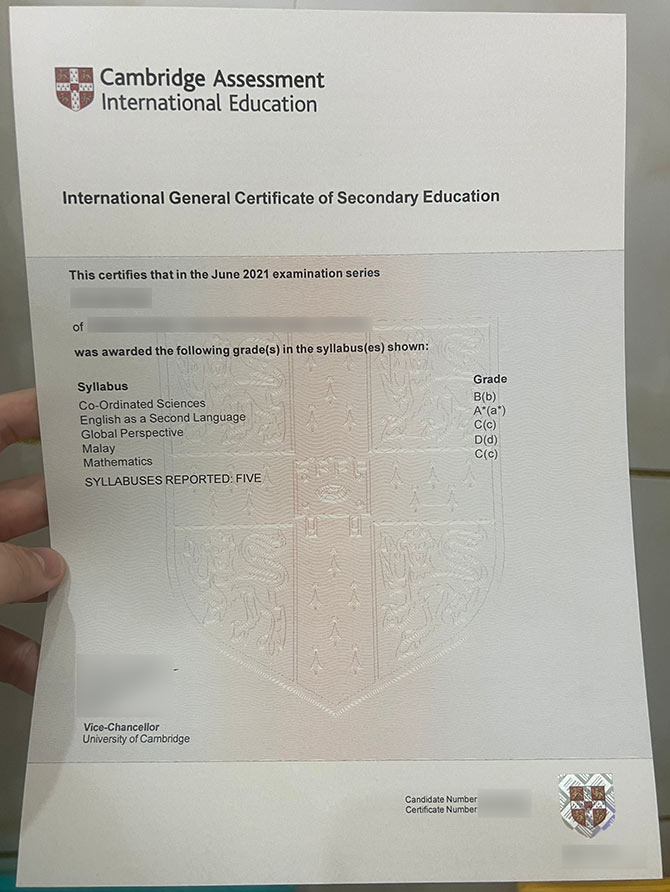 Cambridge Assessment
International Education
International General Certificate of Secondary Education
This certifies that in the June 2021 examination series
of
was awarded the following grade(s) in the syllabus(es) shown:
Syllabus Grade
Co-Ordinated Sciences B(b)
English as a Second Language A*(a*)
Global Perspective C(c)
Malay D(d)
Mathematics C(c)
SYLLABUSES REPORTED: FIVE
Vice-Chancellor
University of Cambridge
Candidate Number
Certificate Number